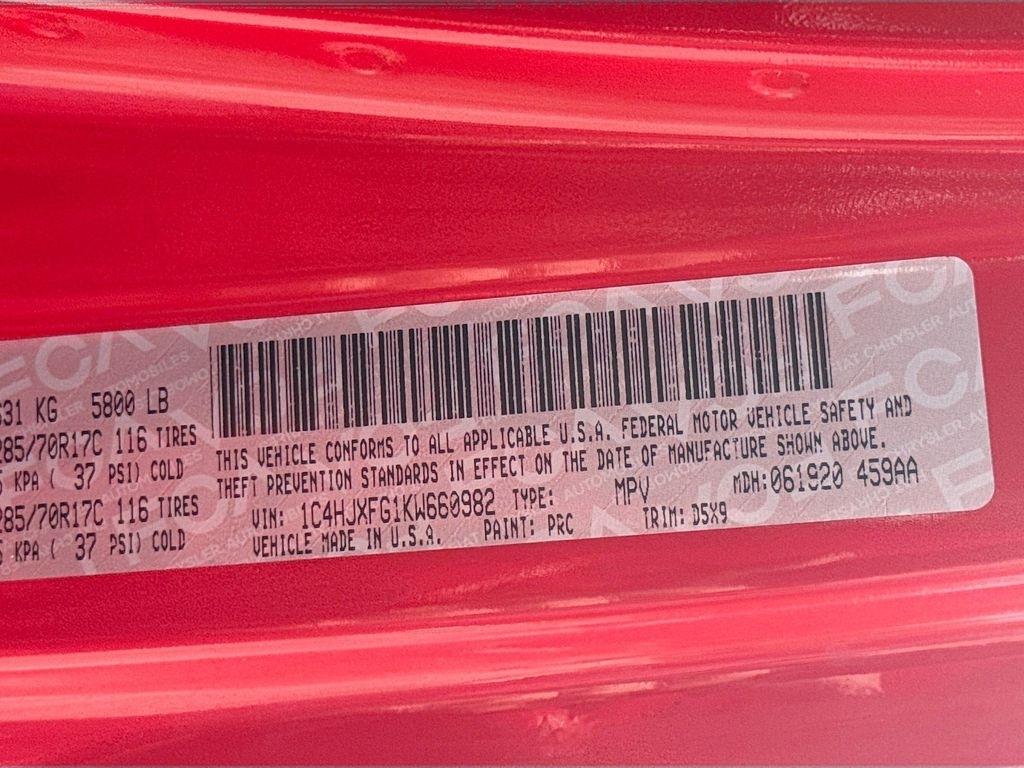 631 KG 5800 LB
285/70R17C 116 TIRES
KPA ( 37 PSI) COLD
285/70R17C 116 TIRES
KPA ( 37 PSI) COLD
THIS VEHICLE CONFORMS TO ALL APPLICABLE U.S.A. FEDERAL MOTOR VEHICLE SAFETY AND
THEFT PREVENTION STANDARDS IN EFFECT ON THE DATE OF MANUFACTURE SHOWN ABOVE.
VIN: 1C4HJXFG1KW660982 TYPE: MPV MDH:061920 459AA
VEHICLE MADE IN U.S.A. PAINT: PRC TRIM: D5X9